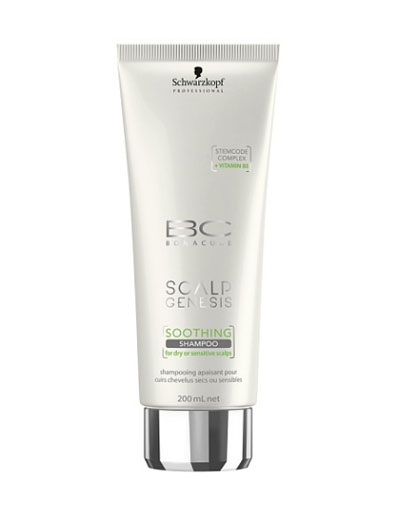 Schwarzkopf
PROFESSIONAL
STEMCODE
COMPLEX
+ VITAMIN B5
BC
BONACURE
SCALP
GENESIS
SOOTHING
SHAMPOO
for dry or sensitive scalps
shampooing apaisant pour
cuirs chevelus secs ou sensibles
200 mL net